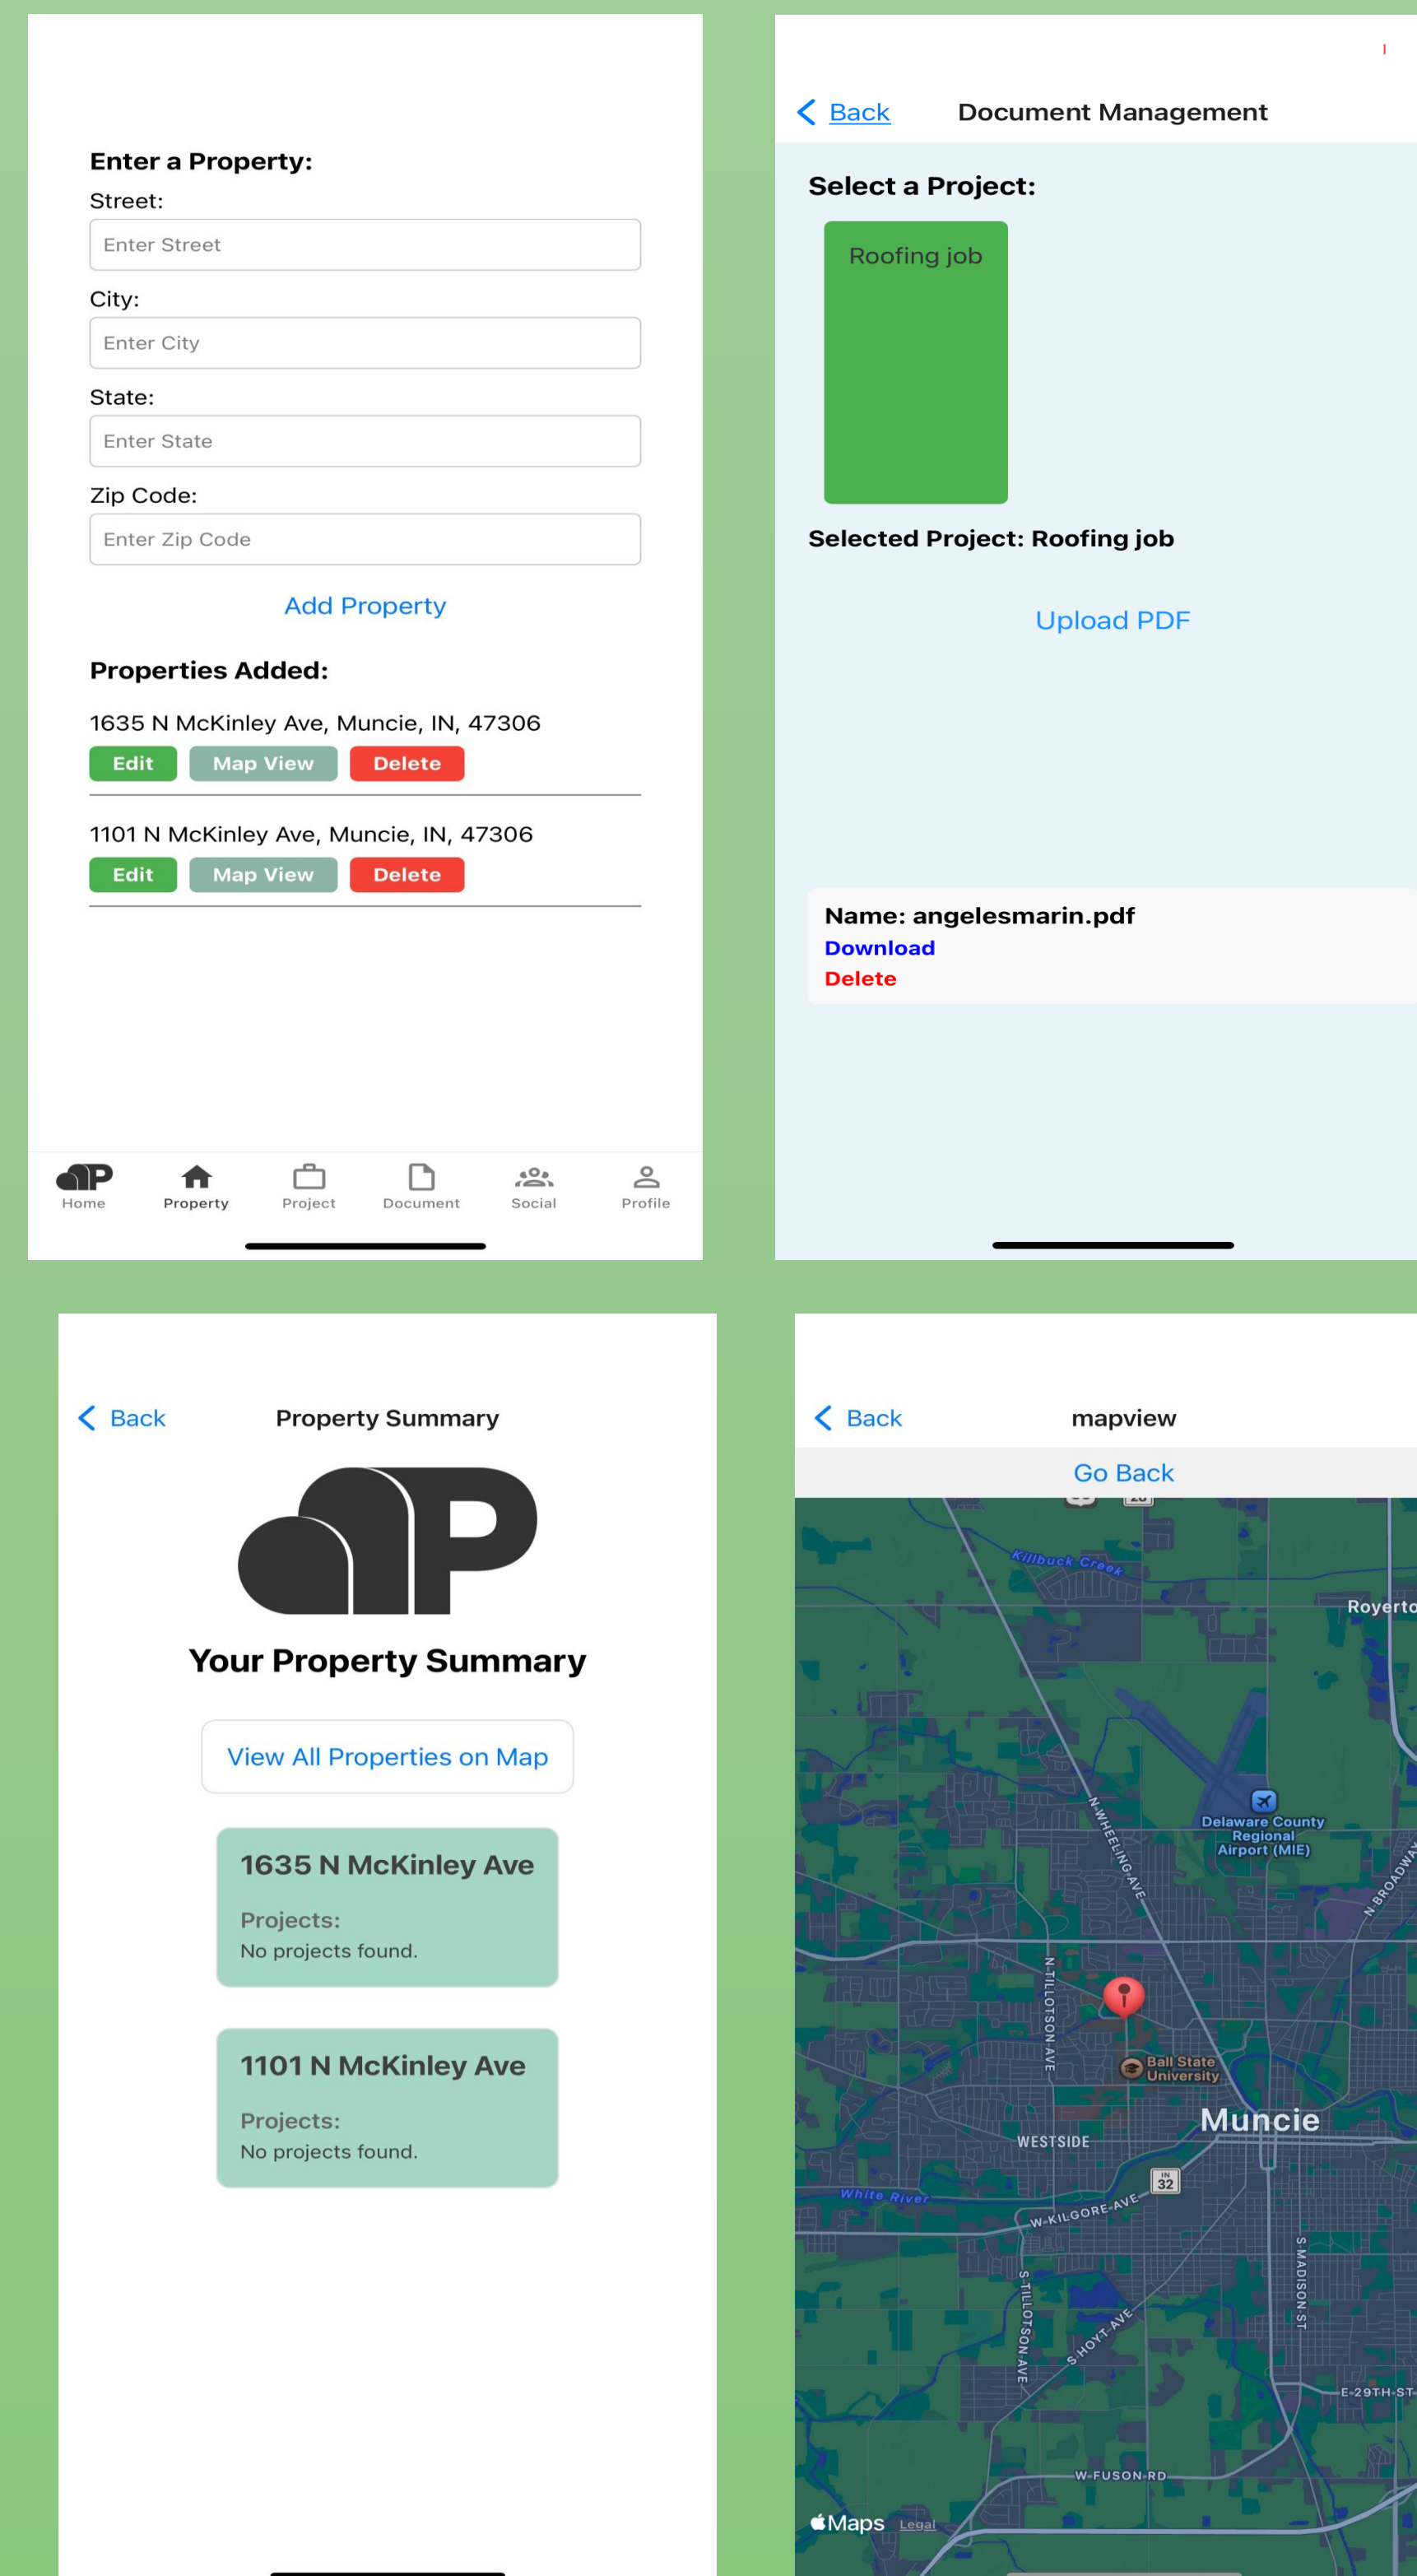 Enter a Property:
Street:
Enter Street
City:
Enter City
State:
Enter State
Zip Code:
Enter Zip Code
Add Property
Properties Added:
1635 N McKinley Ave, Muncie, IN, 47306
Edit Map View Delete
1101 N McKinley Ave, Muncie, IN, 47306
Edit Map View Delete
P
Home Property Project Document Social Profile
Back Document Management
Select a Project:
Roofing job
Selected Project: Roofing job
Upload PDF
Name: angelesmarin.pdf
Download
Delete
Back Property Summary
P
Your Property Summary
View All Properties on Map
1635 N McKinley Ave
Projects:
No projects found.
1101 N McKinley Ave
Projects:
No projects found.
Back mapview
Go Back
Killbuck Creek
Royerto
Delaware County
Regional
Airport (MIE)
N WHEELING AVE
N BROADWAY
N TILLOTSON AVE
Ball State
University
Muncie
WESTSIDE
IN
32
White River
W KILGORE AVE
S MADISON ST
S TILLOTSON AVE
S HOYT AVE
E 29TH ST
W FUSON RD
Maps Legal